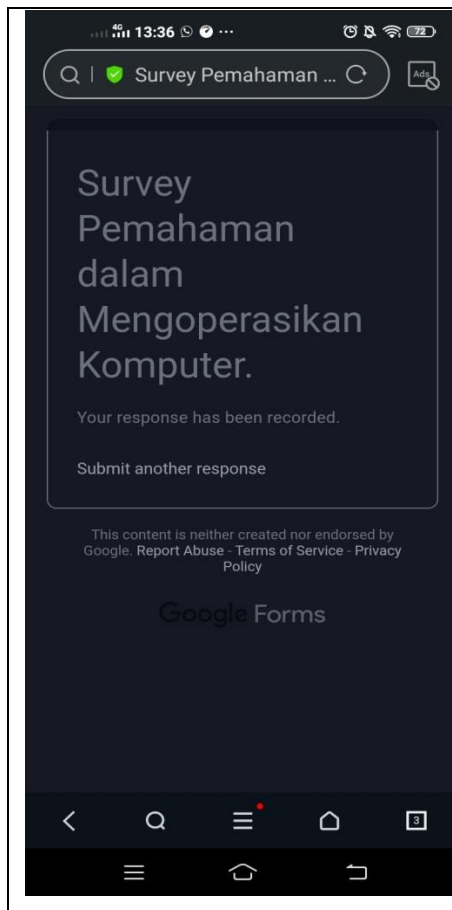 4G 13:36 72
Survey Pemahaman ... Ads
Survey
Pemahaman
dalam
Mengoperasikan
Komputer.
Your response has been recorded.
Submit another response
This content is neither created nor endorsed by
Google. Report Abuse - Terms of Service - Privacy
Policy
Google Forms
3